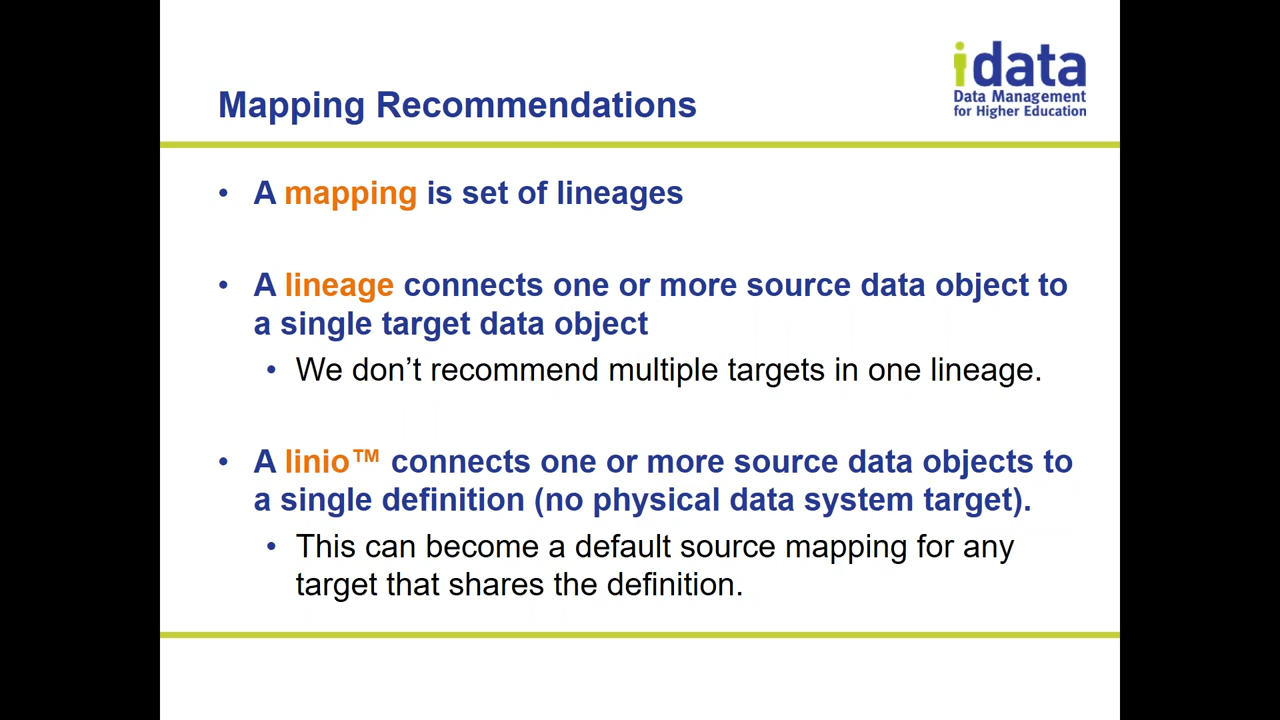 idata
Data Management
for Higher Education
Mapping Recommendations
• A mapping is set of lineages
• A lineage connects one or more source data object to
a single target data object
• We don’t recommend multiple targets in one lineage.
• A linio™ connects one or more source data objects to
a single definition (no physical data system target).
• This can become a default source mapping for any
target that shares the definition.